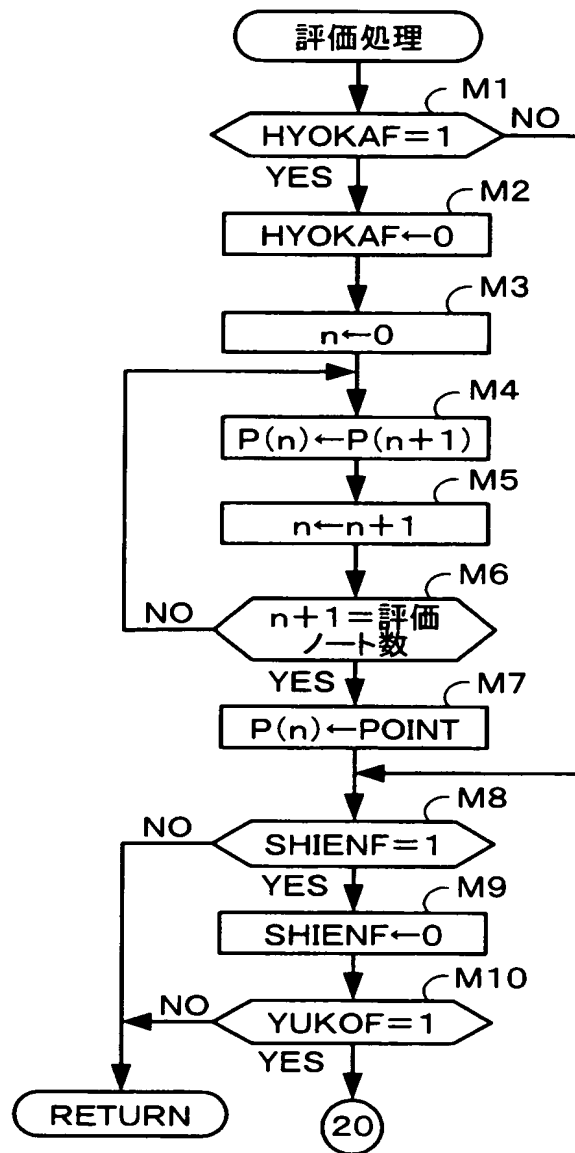 評価処理
M1
HYOKAF=1
NO
YES
M2
HYOKAF←0
M3
n←0
M4
P(n)←P(n+1)
M5
n←n+1
M6
NO
n+1=評価
ノート数
YES
M7
P(n)←POINT
M8
NO
SHIENF=1
YES
M9
SHIENF←0
M10
NO
YUKOF=1
YES
RETURN
20